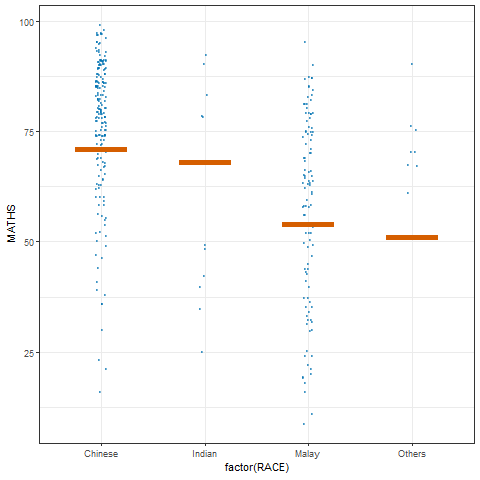 100
75
50
25
MATHS
Chinese
Indian
Malay
Others
factor(RACE)